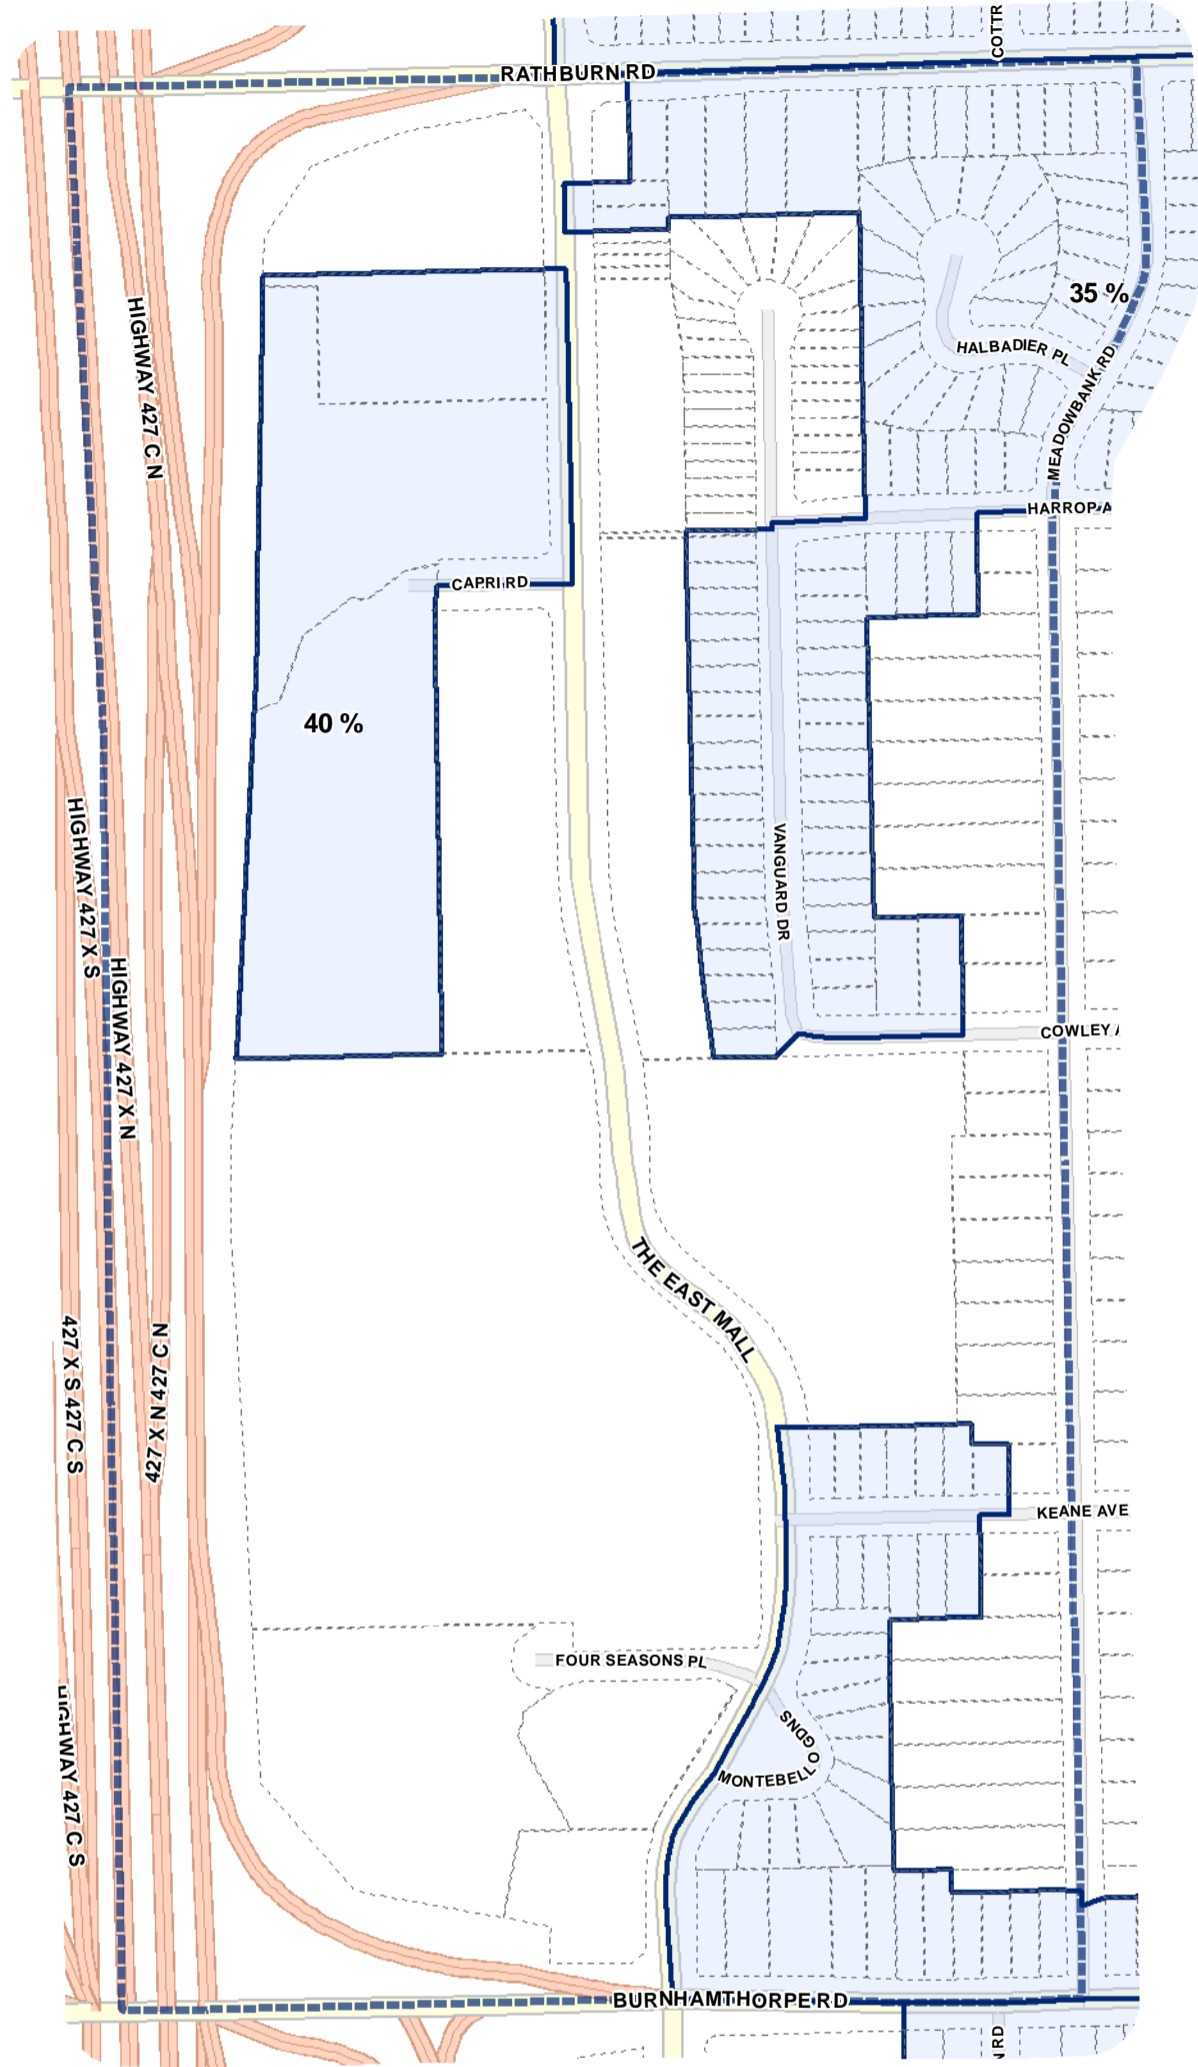 COTTR
RATHBURN RD
35 %
HIGHWAY 427 C N
HALBADIER PL
MEADOWBANK RD
HARROP A
CAPRI RD
40 %
HIGHWAY 427 X S
VANGUARD DR
HIGHWAY 427 X N
COWLEY
THE EAST MALL
427 X S 427 C S
427 X N 427 C N
KEANE AVE
FOUR SEASONS PL
MONTEBELLO GDNS
HIGHWAY 427 C S
BURNHAMTHORPE RD
N RD